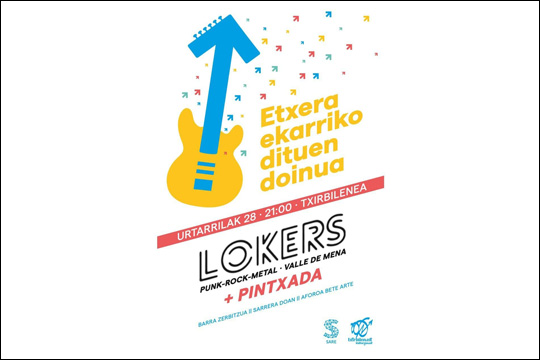 Etxera
ekarriko
dituen
doinua
URTARRILAK 28 · 21:00 · TXIRBILENEA
LOKERS
PUNK-ROCK-METAL · VALLE DE MENA
+ PINTXADA
BARRA ZERBITZUA || SARRERA DOAN || AFOROA BETE ARTE
SARE